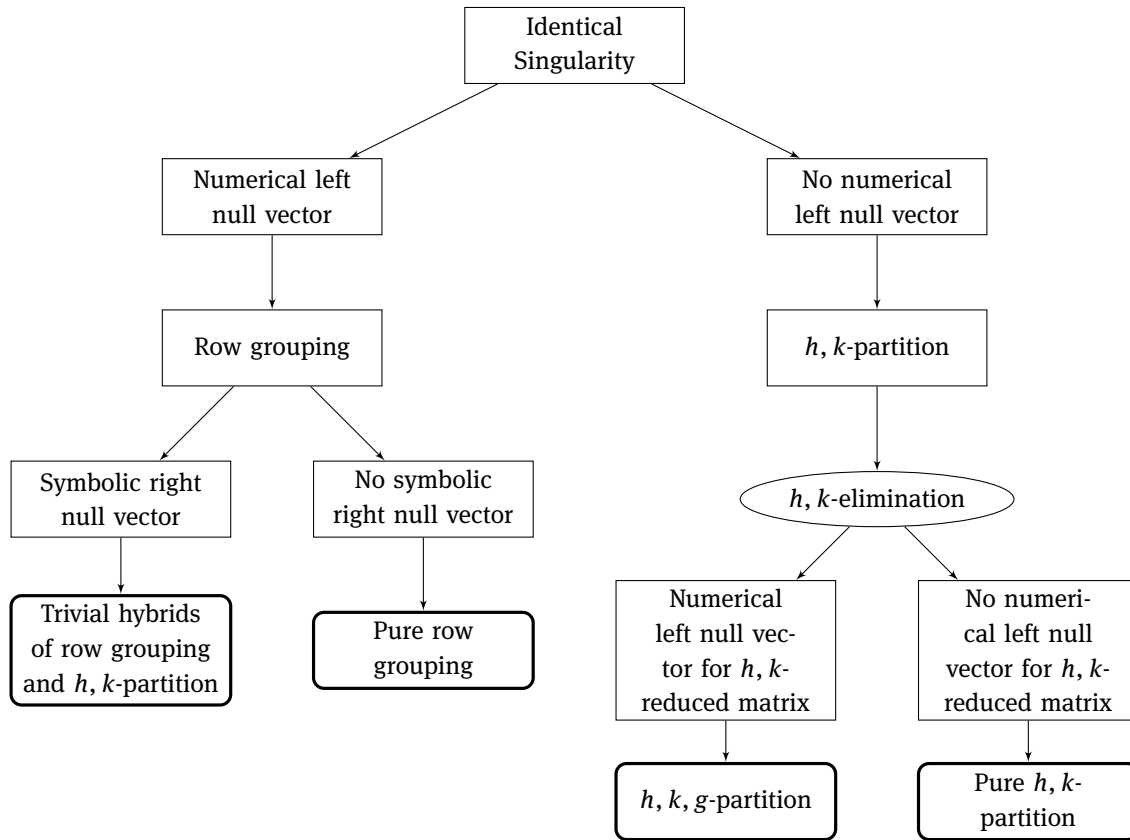 Identical
Singularity
Numerical left
null vector
No numerical
left null vector
Row grouping
h, k-partition
Symbolic right
null vector
No symbolic
right null vector
h, k-elimination
Trivial hybrids
of row grouping
and h, k-partition
Pure row
grouping
Numerical
left null vec-
tor for h, k-
reduced matrix
No numeri-
cal left null
vector for h, k-
reduced matrix
h, k, g-partition
Pure h, k-
partition